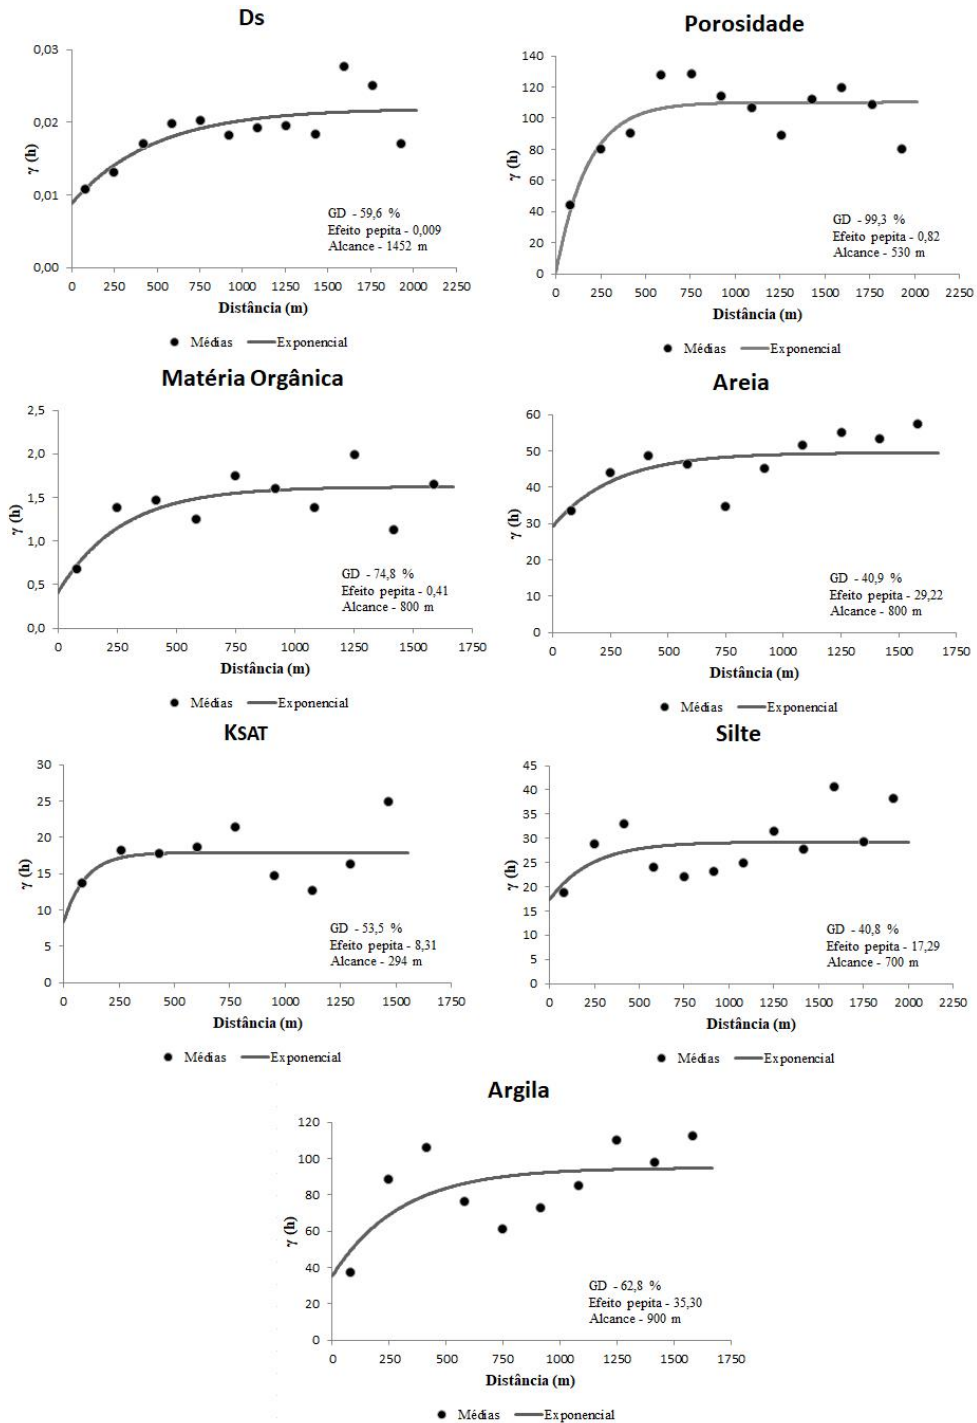 Ds
0,03
0,02
0,01
0,00
γ (h)
GD - 59,6 %
Efeito pepita - 0,009
Alcance - 1452 m
0 250 500 750 1000 1250 1500 1750 2000 2250
Distância (m)
Médias Exponencial
Porosidade
140
120
100
80
60
40
20
0
γ (h)
GD - 99,3 %
Efeito pepita - 0,82
Alcance - 530 m
0 250 500 750 1000 1250 1500 1750 2000 2250
Distância (m)
Médias Exponencial
Matéria Orgânica
2,5
2,0
1,5
1,0
0,5
0,0
γ (h)
GD - 74,8 %
Efeito pepita - 0,41
Alcance - 800 m
0 250 500 750 1000 1250 1500 1750
Distância (m)
Médias Exponencial
Areia
60
50
40
30
20
10
0
γ (h)
GD - 40,9 %
Efeito pepita - 29,22
Alcance - 800 m
0 250 500 750 1000 1250 1500 1750
Distância (m)
Médias Exponencial
KSAT
30
25
20
15
10
5
0
γ (h)
GD - 53,5 %
Efeito pepita - 8,31
Alcance - 294 m
0 250 500 750 1000 1250 1500 1750
Distância (m)
Médias Exponencial
Silte
45
40
35
30
25
20
15
10
5
0
γ (h)
GD - 40,8 %
Efeito pepita - 17,29
Alcance - 700 m
0 250 500 750 1000 1250 1500 1750 2000 2250
Distância (m)
Médias Exponencial
Argila
120
100
80
60
40
20
0
γ (h)
GD - 62,8 %
Efeito pepita - 35,30
Alcance - 900 m
0 250 500 750 1000 1250 1500 1750
Distância (m)
Médias Exponencial